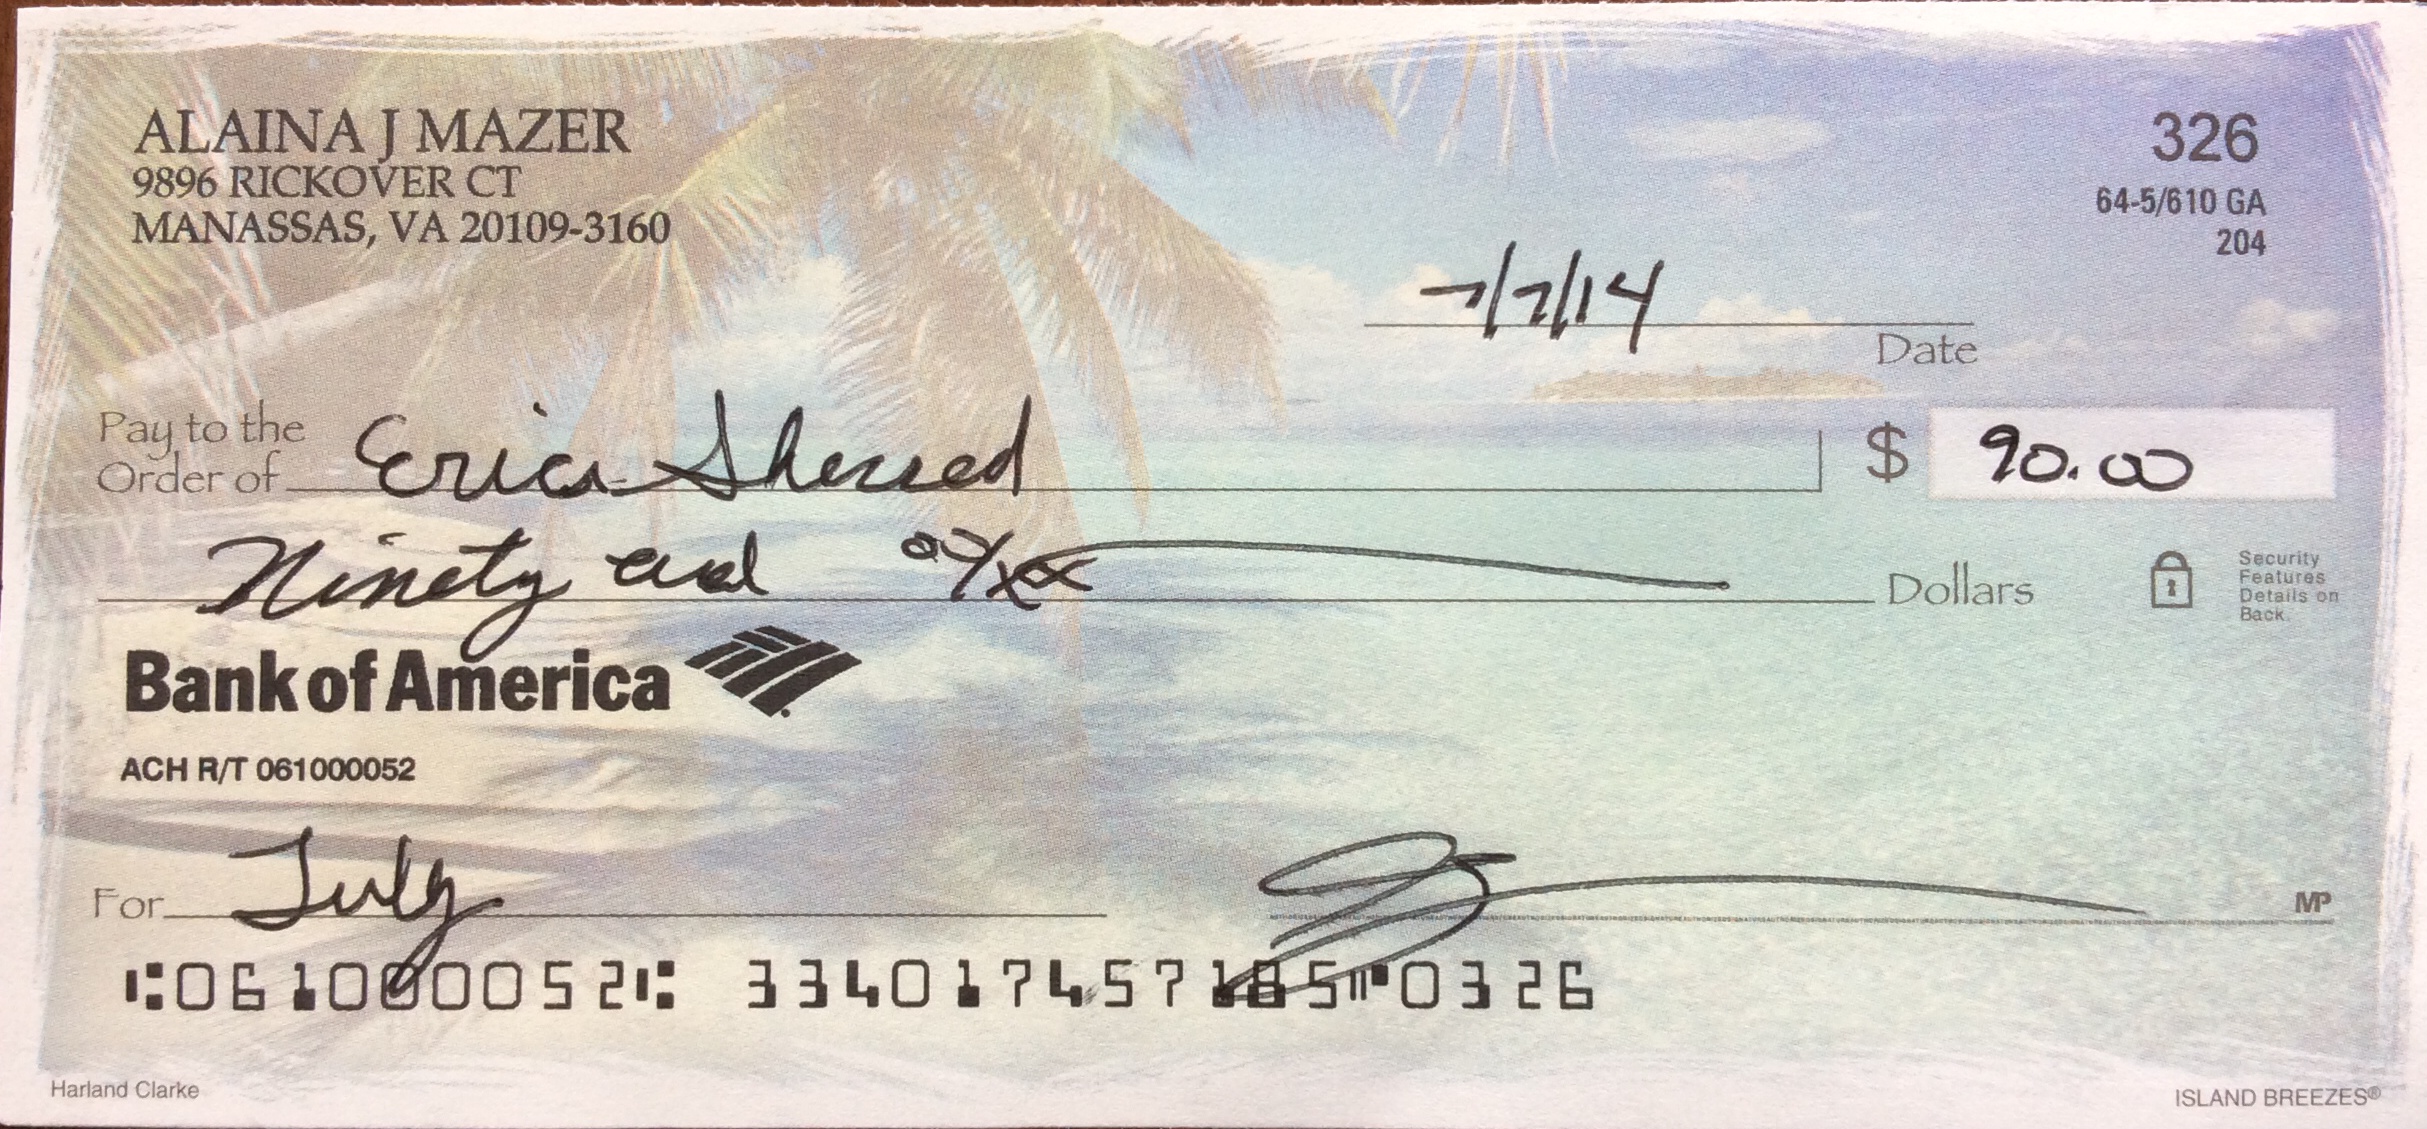 ALAINA J MAZER
9896 RICKOVER CT
MANASSAS, VA 20109-3160
326
64-5/610 GA
204
7/7/14
Date
Pay to the
Order of Erica $ 90.00
Ninety and 00/xx Dollars
Security
Features
Details on
Back.
Bank of America
ACH R/T 061000052
For July
MP
⑆061000052⑆ 334017457185⑈0326
Harland Clarke
ISLAND BREEZES®